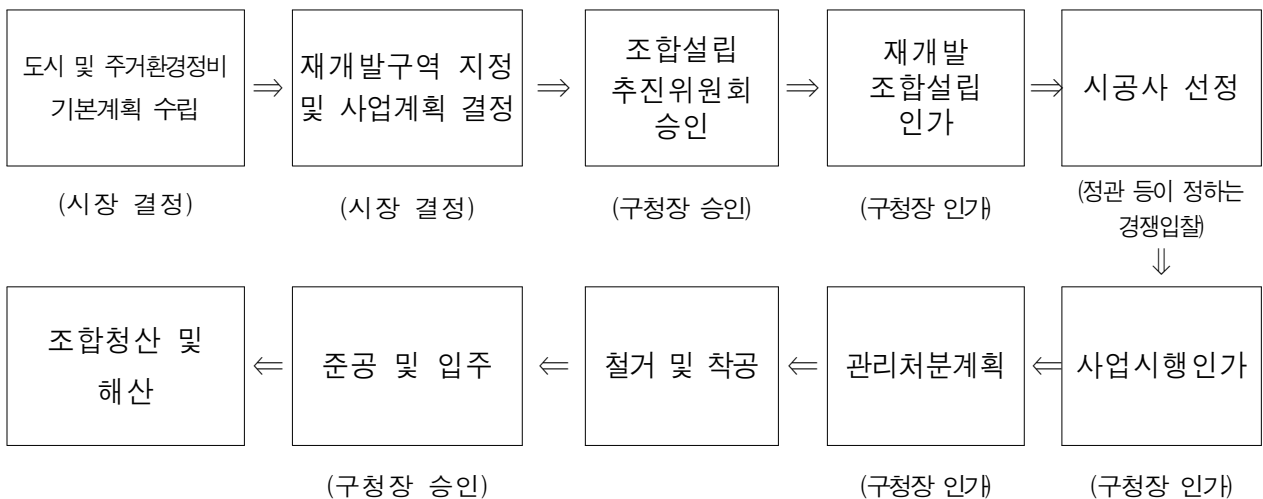 도시 및 주거환경정비
기본계획 수립
⇒
재개발구역 지정
및 사업계획 결정
⇒
조합설립
추진위원회
승인
⇒
재개발
조합설립
인가
⇒
시공사 선정
(시장 결정)
(시장 결정)
(구청장 승인)
(구청장 인가)
(정관 등이 정하는
경쟁입찰)
⇓
사업시행인가
⇐
관리처분계획
⇐
철거 및 착공
⇐
준공 및 입주
⇐
조합청산 및
해산
(구청장 인가)
(구청장 인가)
(구청장 승인)